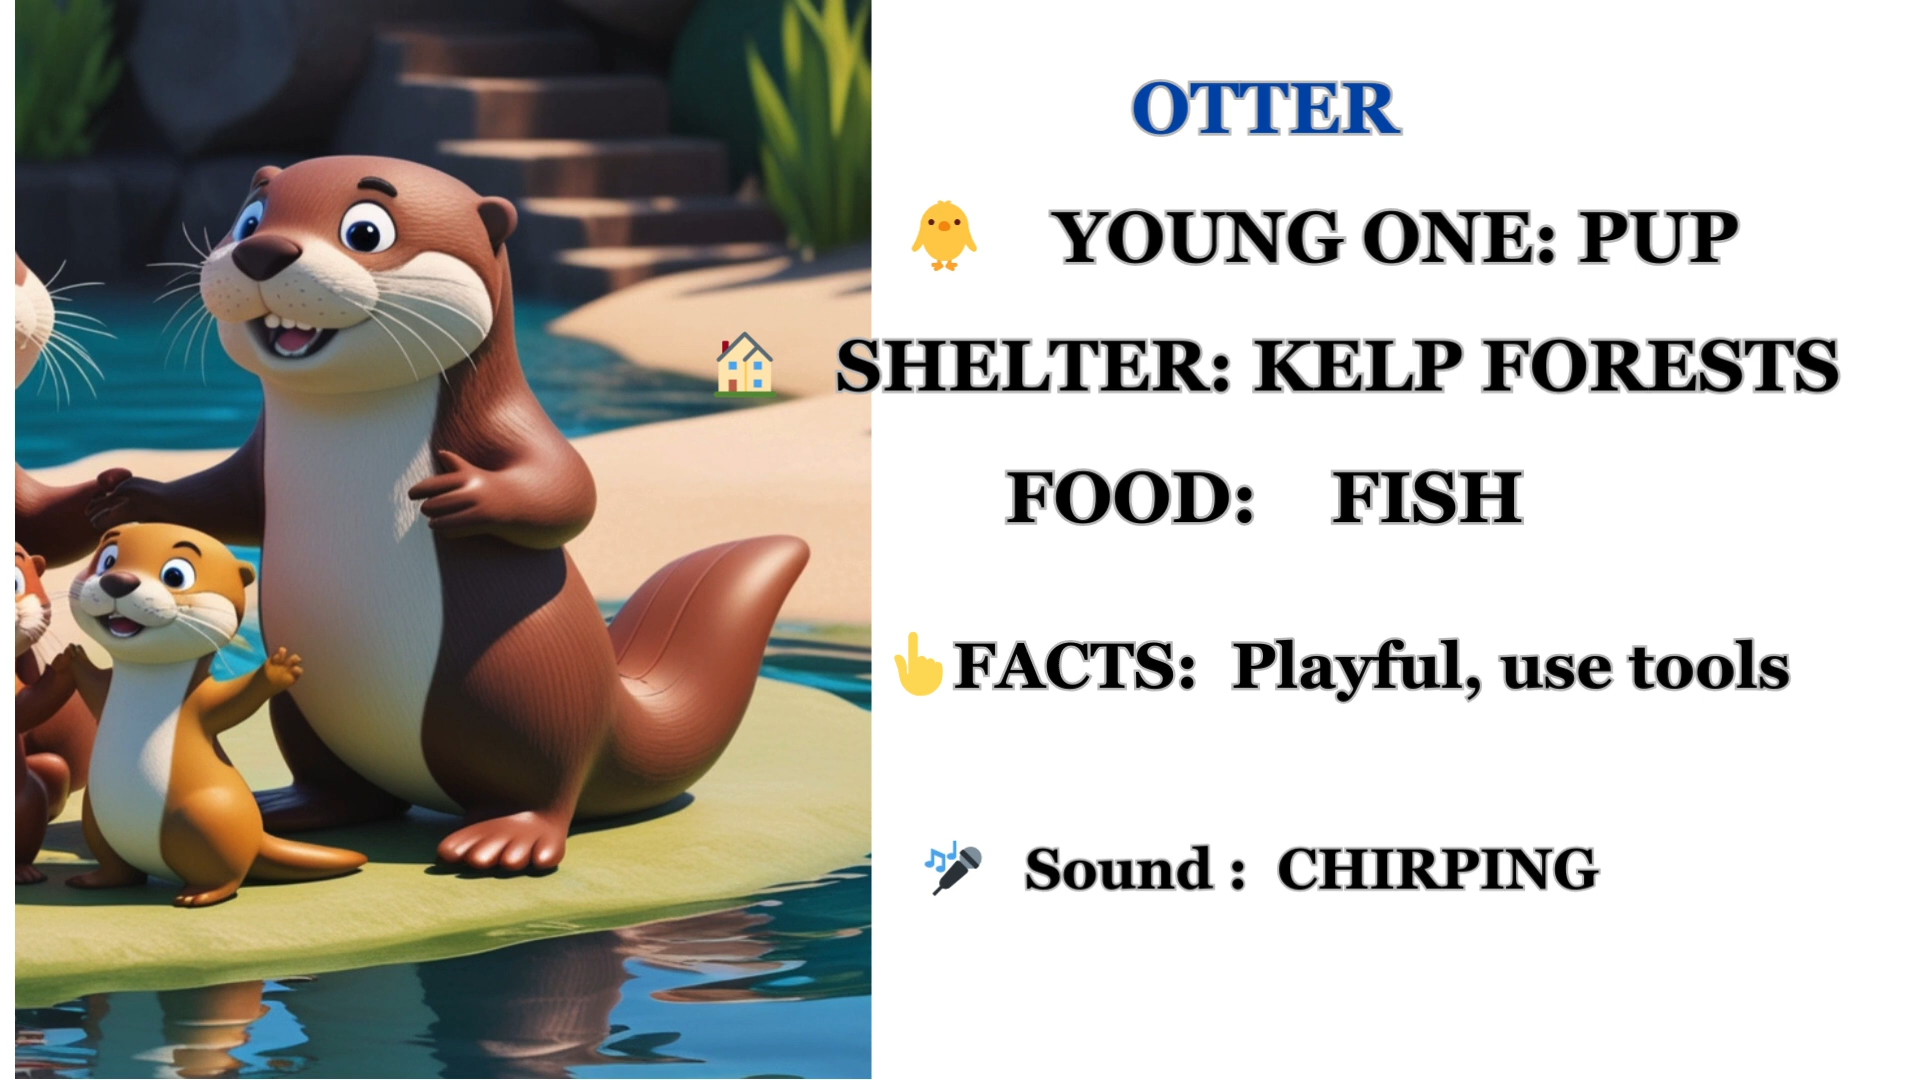 OTTER
YOUNG ONE: PUP
SHELTER: KELP FORESTS
FOOD: FISH
FACTS: Playful, use tools
Sound : CHIRPING